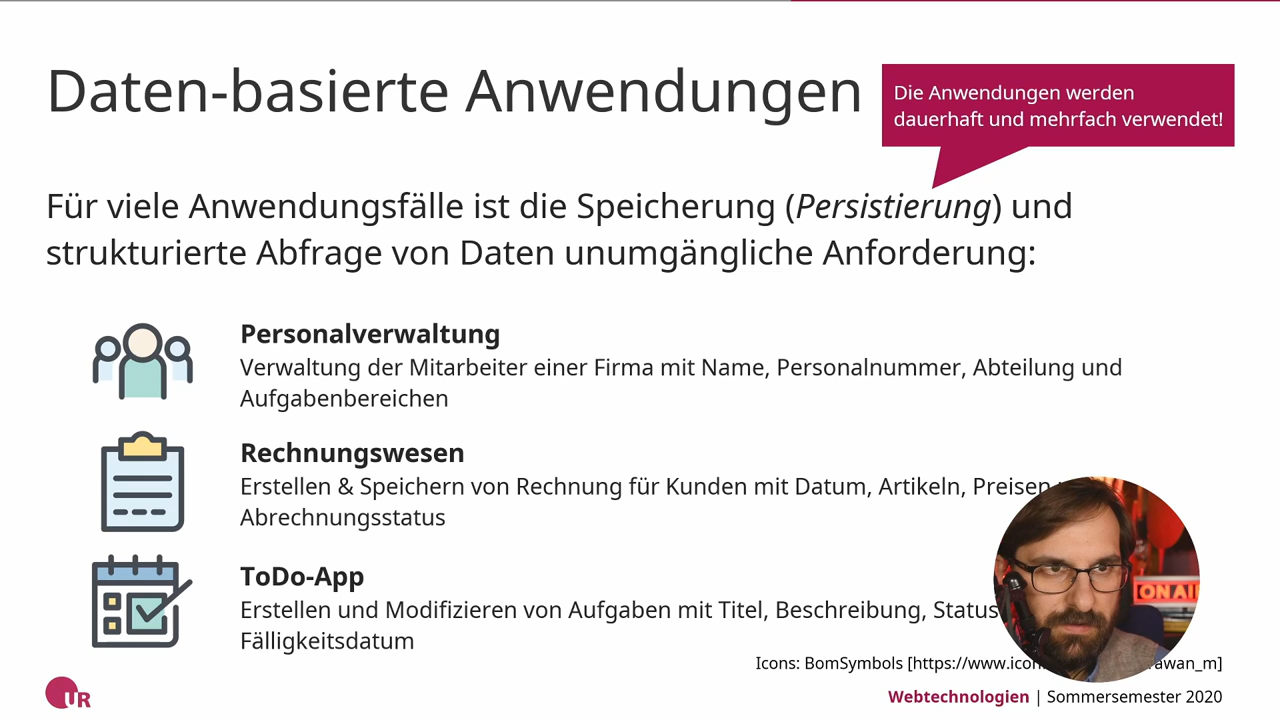 Daten-basierte Anwendungen
Die Anwendungen werden
dauerhaft und mehrfach verwendet!
Für viele Anwendungsfälle ist die Speicherung (Persistierung) und
strukturierte Abfrage von Daten unumgängliche Anforderung:
Personalverwaltung
Verwaltung der Mitarbeiter einer Firma mit Name, Personalnummer, Abteilung und
Aufgabenbereichen
Rechnungswesen
Erstellen & Speichern von Rechnung für Kunden mit Datum, Artikeln, Preisen
Abrechnungsstatus
ToDo-App
Erstellen und Modifizieren von Aufgaben mit Titel, Beschreibung, Status
Fälligkeitsdatum
ON AI
Icons: BomSymbols [https://www.icon awan_m]
UR
Webtechnologien | Sommersemester 2020